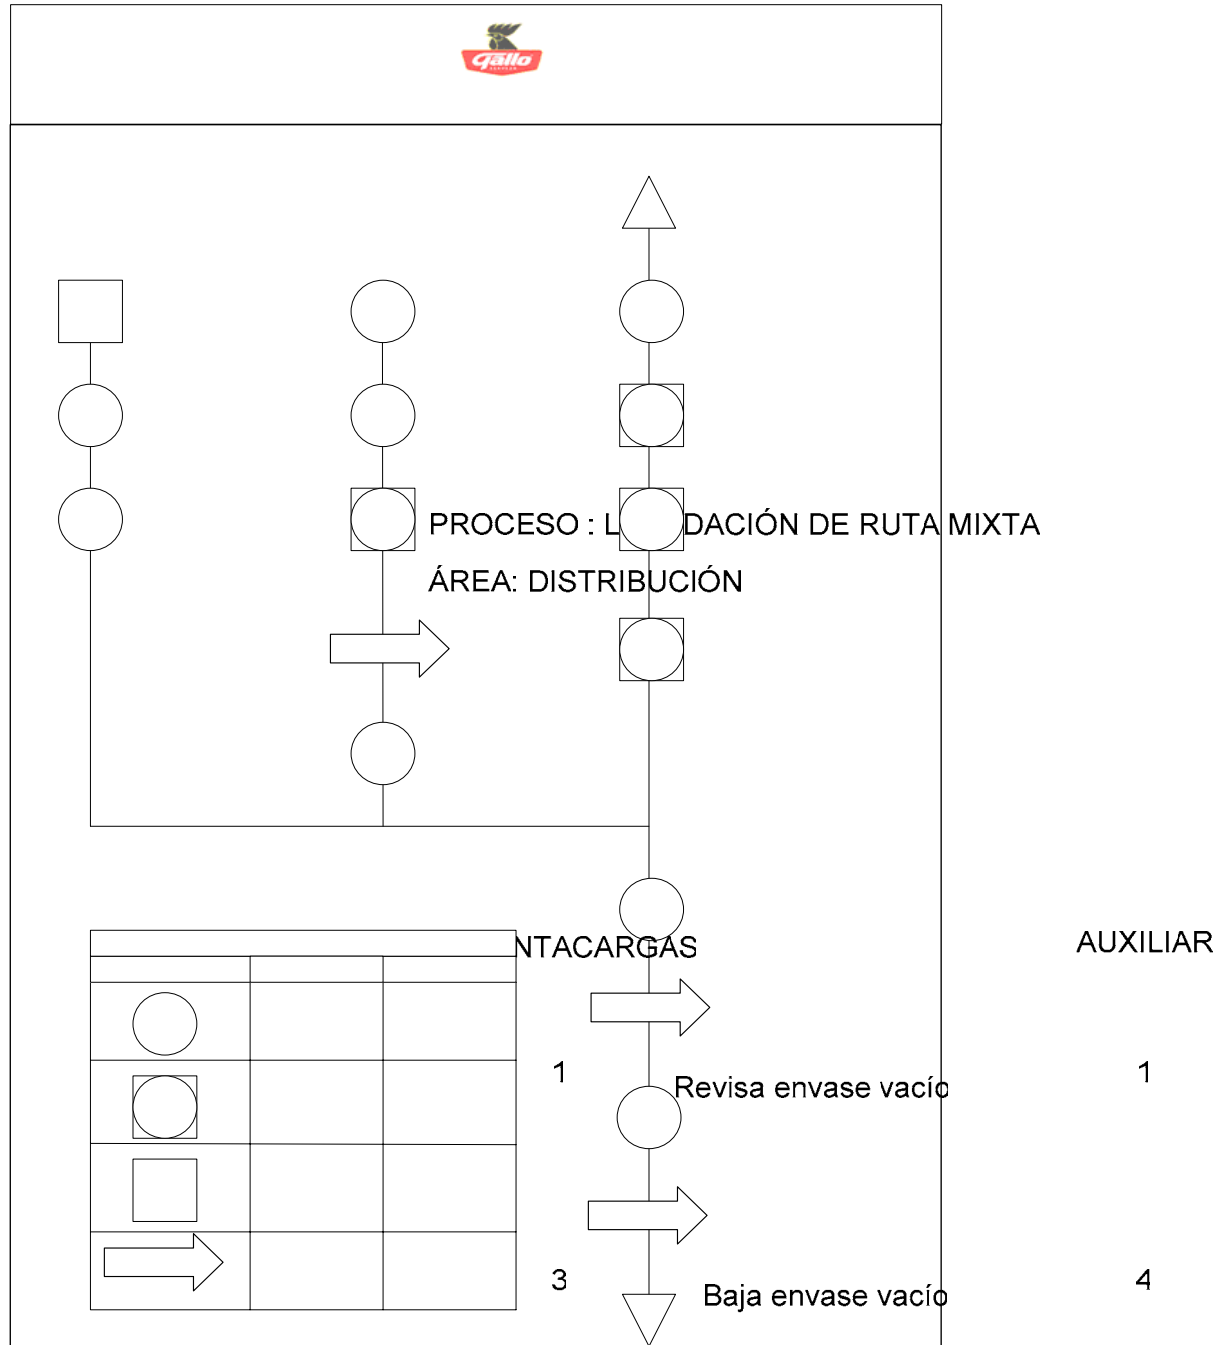 Gallo
PROCESO : L DACIÓN DE RUTA MIXTA
ÁREA: DISTRIBUCIÓN
NTACARGAS
AUXILIAR
1
Revisa envase vacío
1
3
Baja envase vacío
4